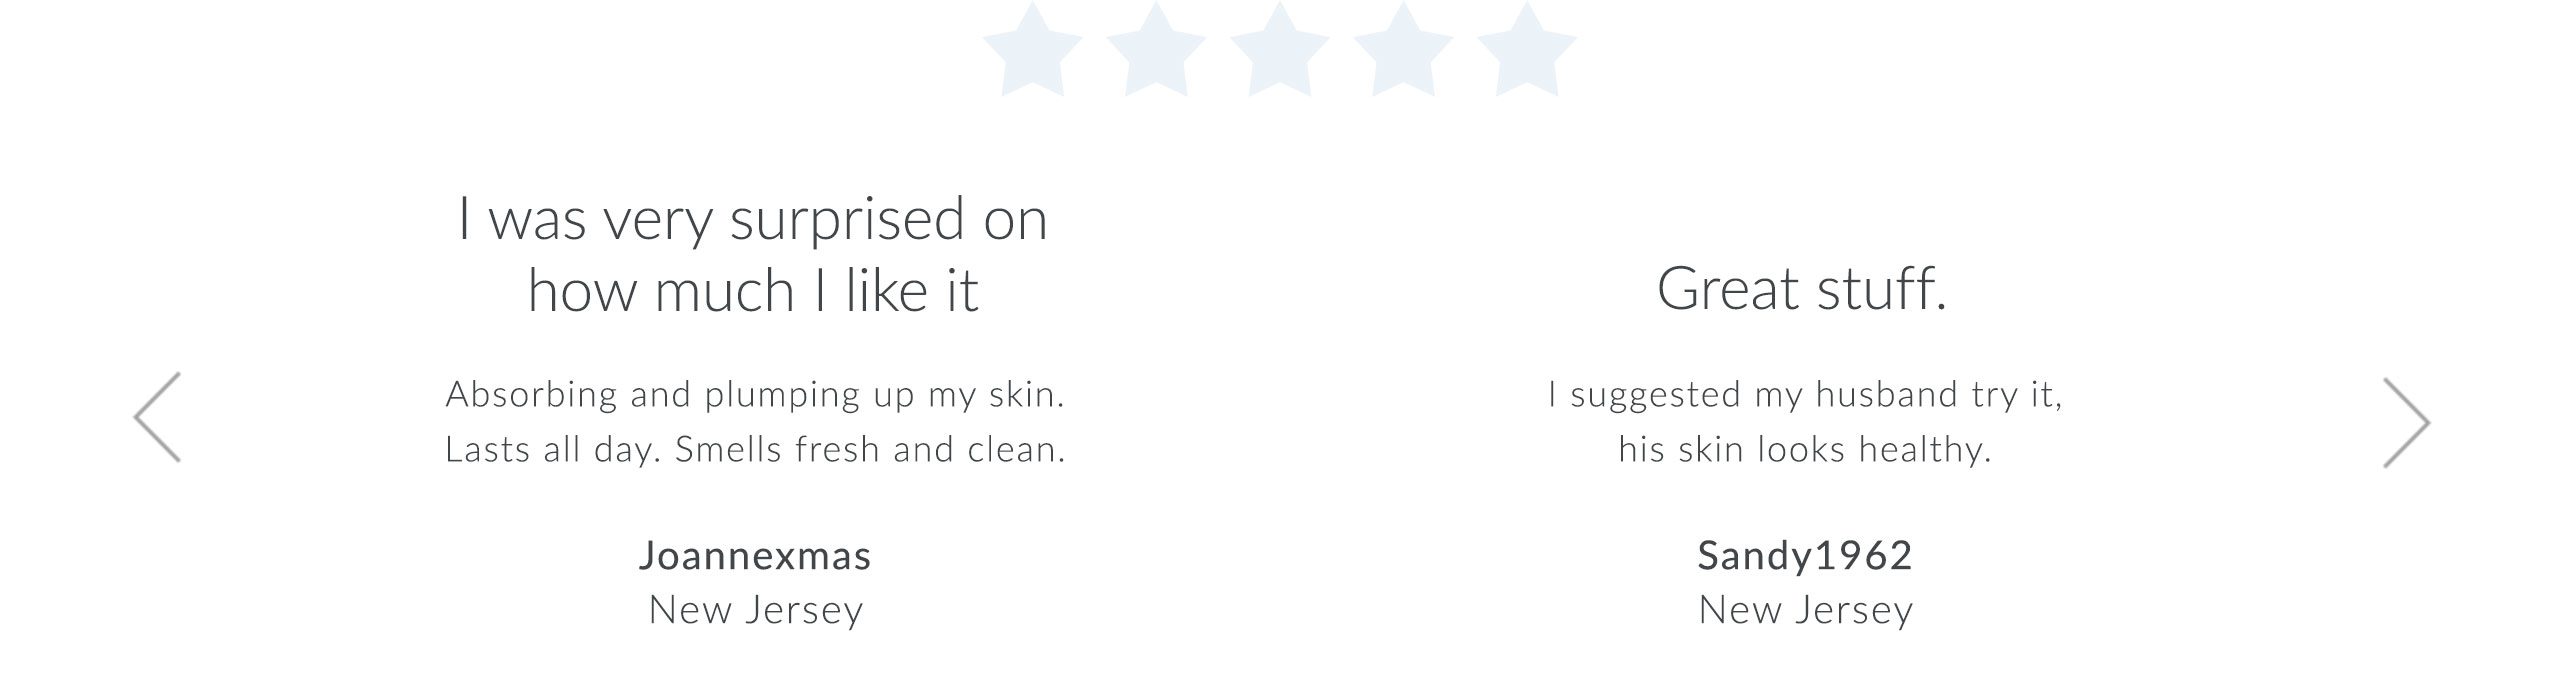 I was very surprised on
how much I like it
Absorbing and plumping up my skin.
Lasts all day. Smells fresh and clean.
Joannexmas
New Jersey
Great stuff.
I suggested my husband try it,
his skin looks healthy.
Sandy1962
New Jersey